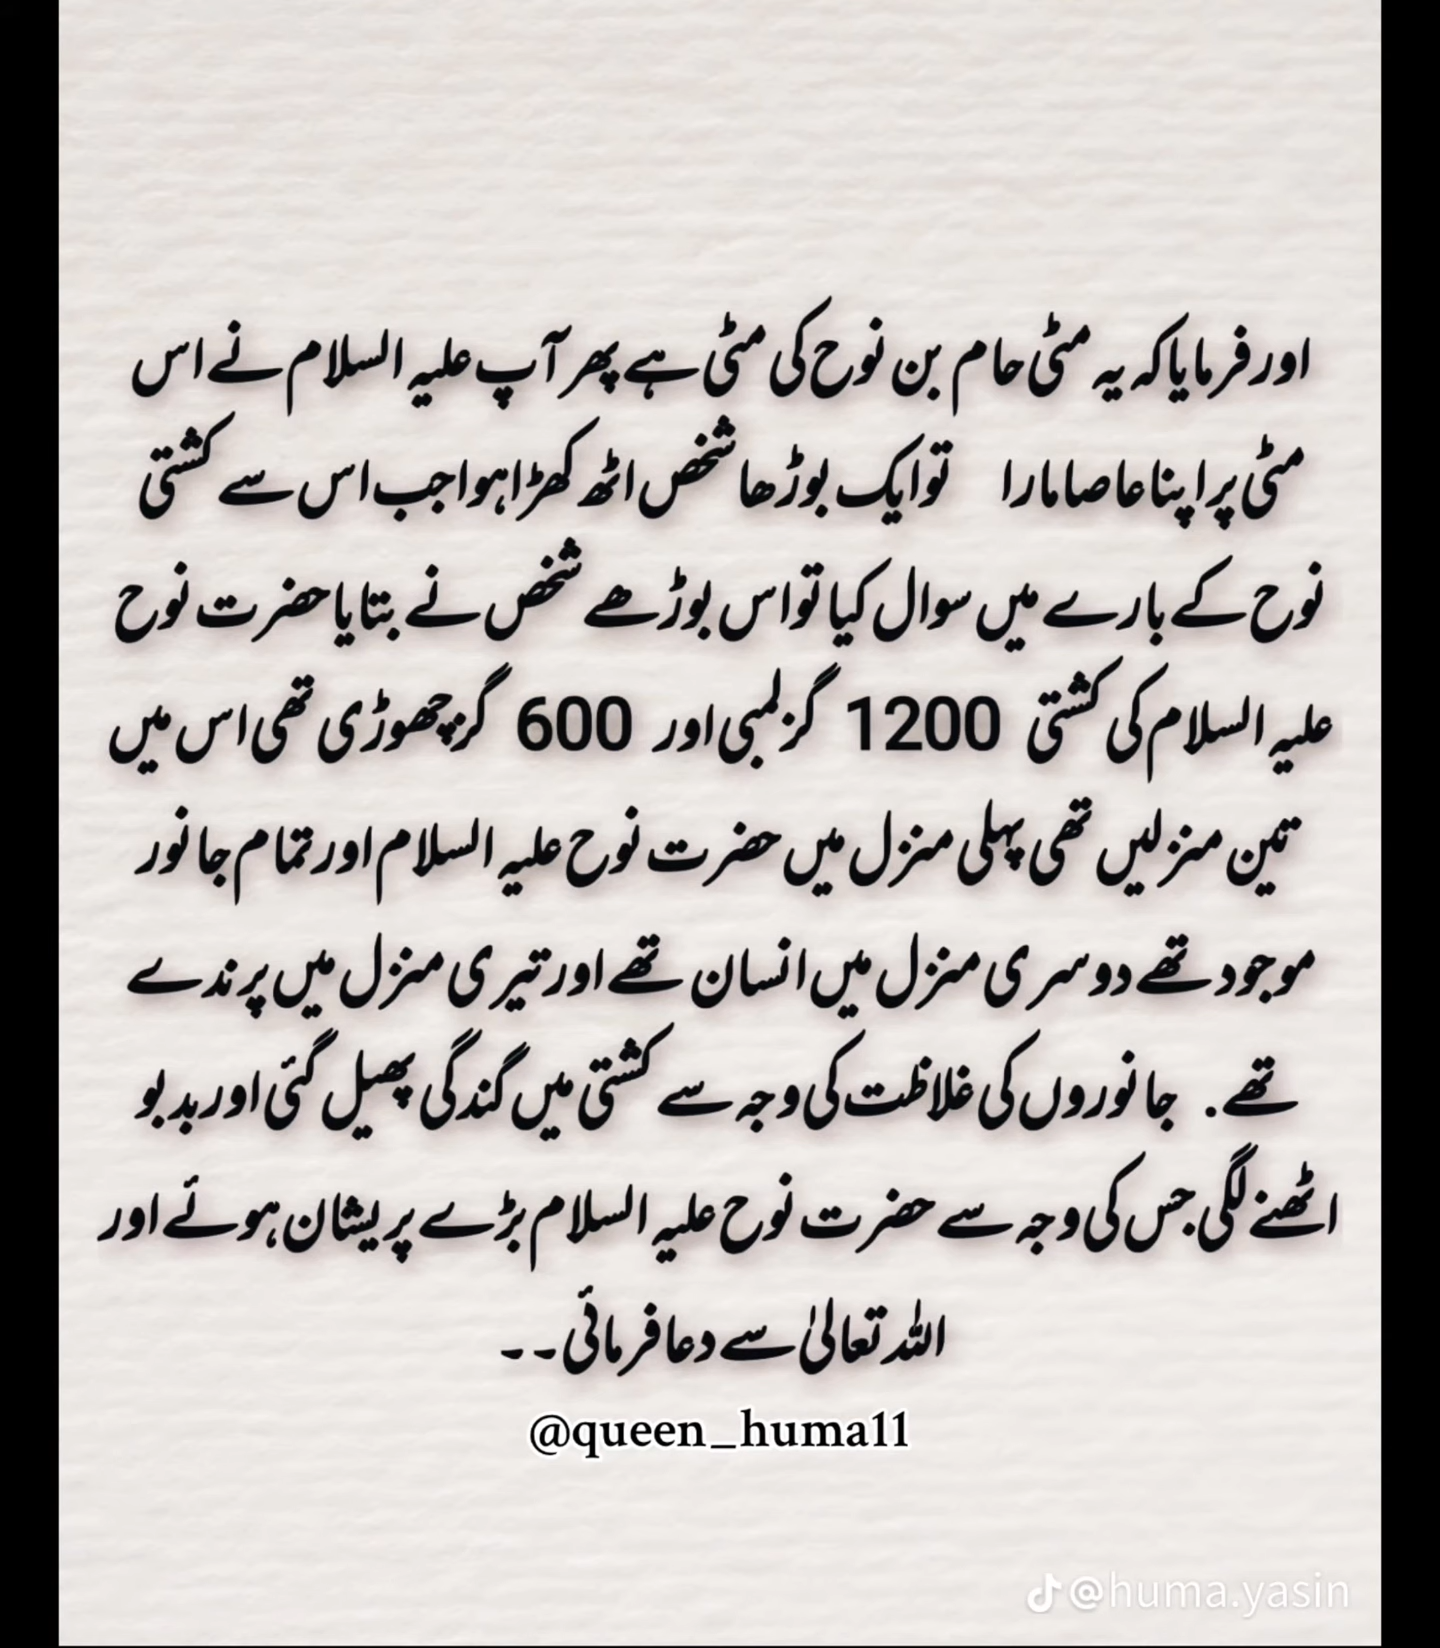 اور فرمایا کہ یہ مٹی حام بن نوح کی مٹی ہے پھر آپ علیہ السلام نے اس
مٹی پر اپنا عاصا مارا تو ایک بوڑھا شخص اٹھ کھڑا ہوا جب اس سے کشتی
نوح کے بارے میں سوال کیا تو اس بوڑھے شخص نے بتایا حضرت نوح
علیہ السلام کی کشتی 1200 گز لمبی اور 600 گز چھوڑی تھی اس میں
تین منزلیں تھی پہلی منزل میں حضرت نوح علیہ السلام اور تمام جانور
موجود تھے دوسری منزل میں انسان تھے اور تیری منزل میں پرندے
تھے. جانوروں کی غلاظت کی وجہ سے کشتی میں گندگی پھیل گئی اور بدبو
اٹھنے لگی جس کی وجہ سے حضرت نوح علیہ السلام بڑے پریشان ہوئے اور
اللہ تعالیٰ سے دعا فرمائی۔۔
@queen_huma11
@huma.yasin